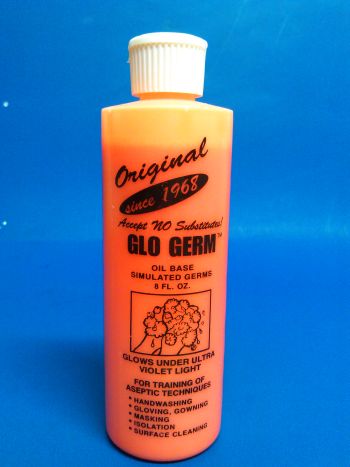 Original
since 1968
Accept NO Substitutes!
GLO GERM™
OIL BASE
SIMULATED GERMS
8 FL. OZ.
GLOWS UNDER ULTRA
VIOLET LIGHT
FOR TRAINING OF
ASEPTIC TECHNIQUES
• HANDWASHING
• GLOVING, GOWNING
• MASKING
• ISOLATION
• SURFACE CLEANING